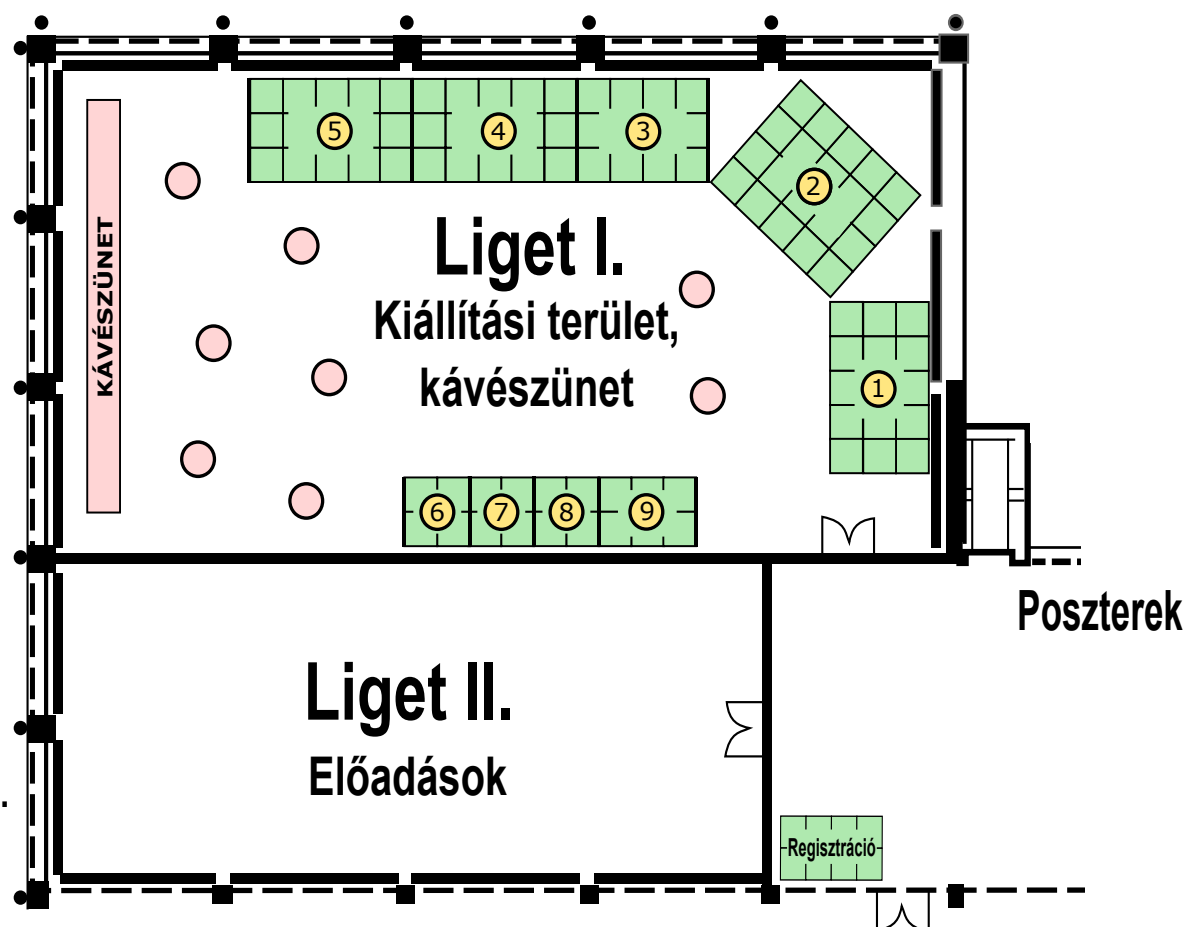 5
4
3
2
KÁVÉSZÜNET
Liget I.
Kiállítási terület,
kávészünet
1
6
7
8
9
Poszterek
Liget II.
Előadások
Regisztráció